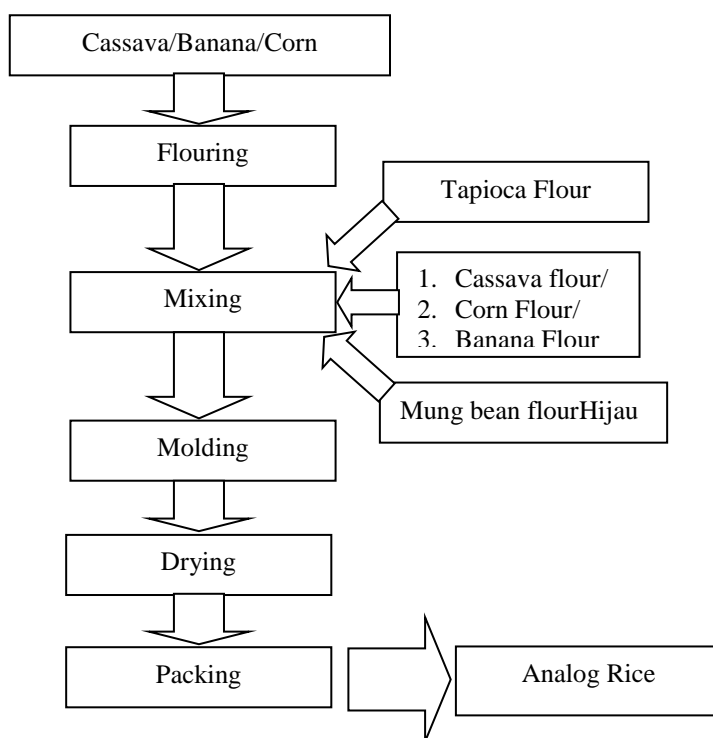 Cassava/Banana/Corn
Flouring
Tapioca Flour
Mixing
1. Cassava flour/
2. Corn Flour/
3. Banana Flour
Mung bean flourHijau
Molding
Drying
Packing
Analog Rice